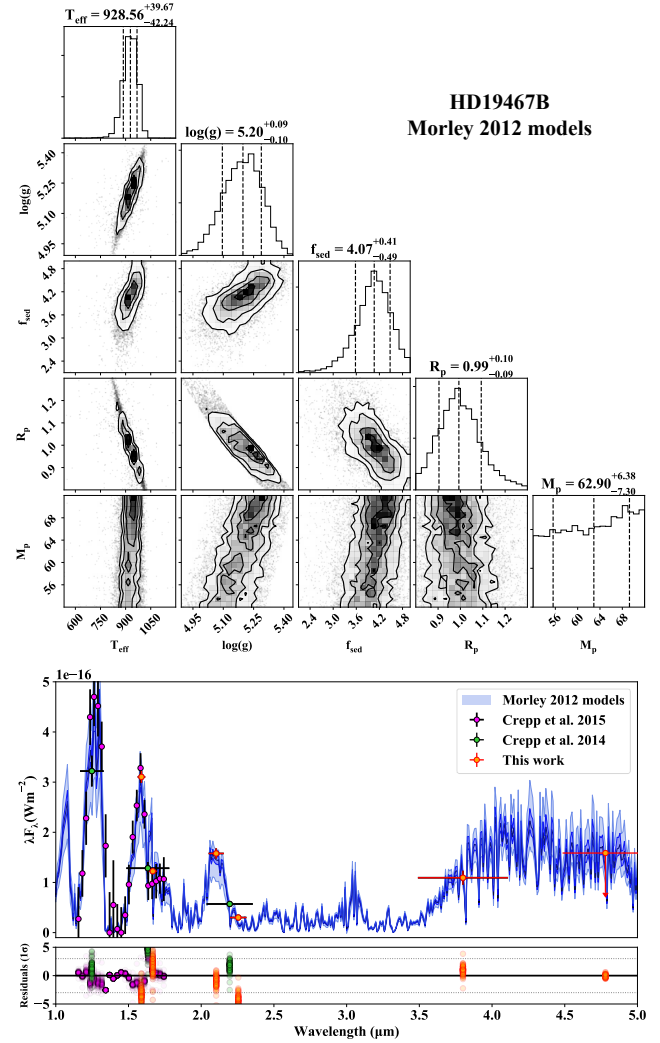 T_eff = 928.56 +39.67 −42.24
HD19467B
Morley 2012 models
log(g) = 5.20 +0.09 −0.10
log(g)
5.40
5.25
5.10
4.95
f_sed = 4.07 +0.41 −0.49
f_sed
4.8
4.2
3.6
3.0
2.4
R_p = 0.99 +0.10 −0.09
R_p
1.2
1.1
1.0
0.9
M_p = 62.90 +6.38 −7.30
M_p
68
64
60
56
600 750 900 1050
4.95 5.10 5.25 5.40
2.4 3.0 3.6 4.2 4.8
0.9 1.0 1.1 1.2
56 60 64 68
T_eff log(g) f_sed R_p M_p
1e−16
5
4
3
2
1
0
λF_λ(Wm⁻²)
Morley 2012 models
Crepp et al. 2015
Crepp et al. 2014
This work
Residuals (1σ)
5
0
−5
1.0 1.5 2.0 2.5 3.0 3.5 4.0 4.5 5.0
Wavelength (μm)